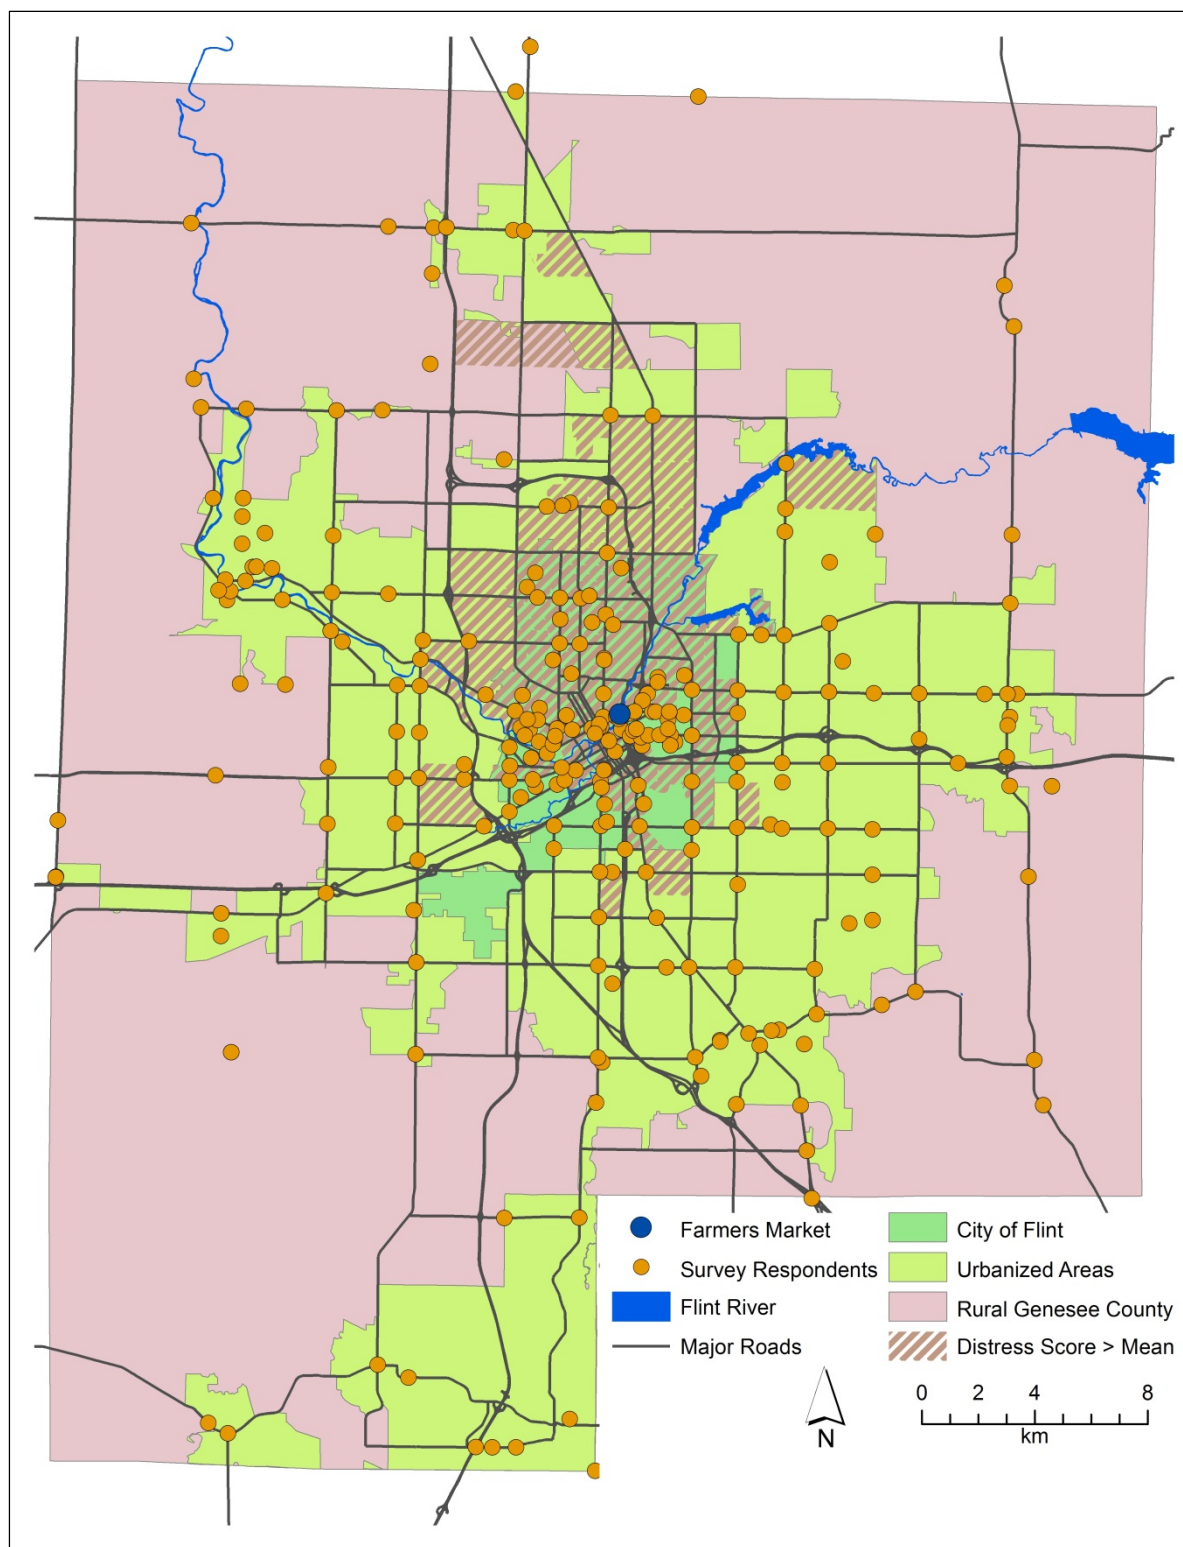 Farmers Market
Survey Respondents
Flint River
Major Roads
City of Flint
Urbanized Areas
Rural Genesee County
Distress Score > Mean
N
0 2 4 8
km